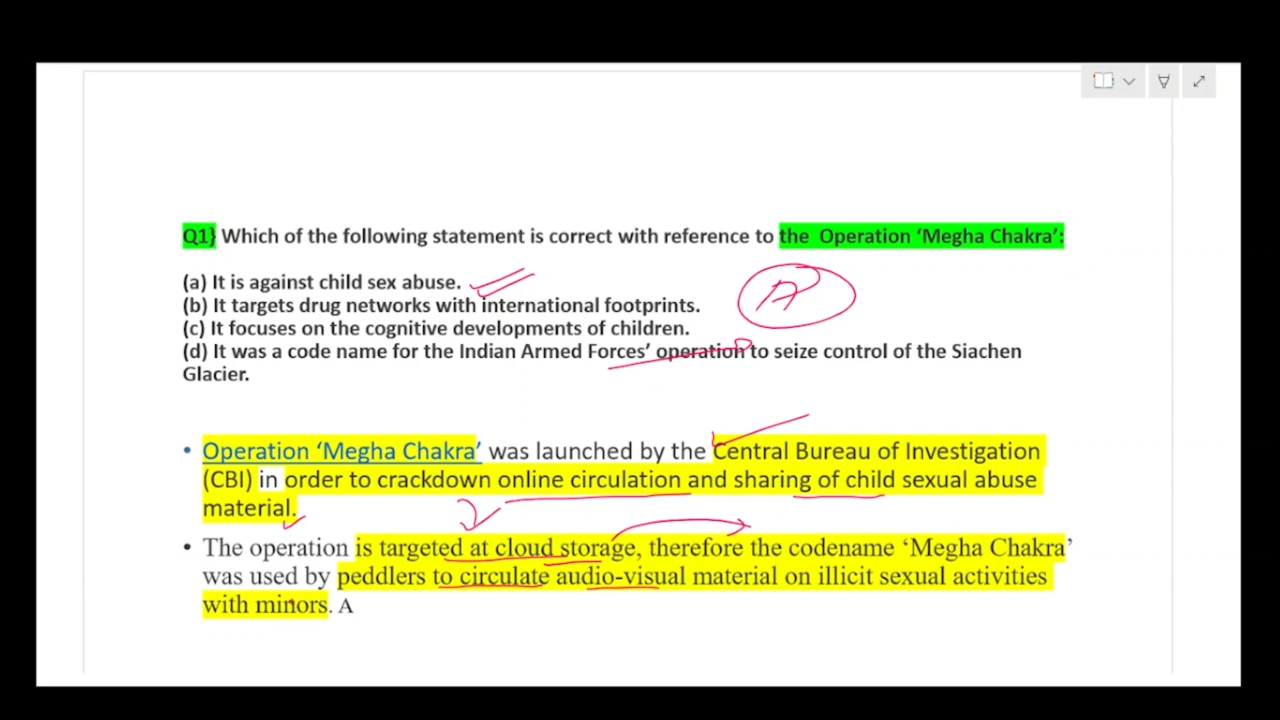 Q1} Which of the following statement is correct with reference to the Operation ‘Megha Chakra’:
(a) It is against child sex abuse.
A
(b) It targets drug networks with international footprints.
(c) It focuses on the cognitive developments of children.
(d) It was a code name for the Indian Armed Forces’ operation to seize control of the Siachen
Glacier.
• Operation ‘Megha Chakra’ was launched by the Central Bureau of Investigation
(CBI) in order to crackdown online circulation and sharing of child sexual abuse
material.
• The operation is targeted at cloud storage, therefore the codename ‘Megha Chakra’
was used by peddlers to circulate audio-visual material on illicit sexual activities
with minors. A